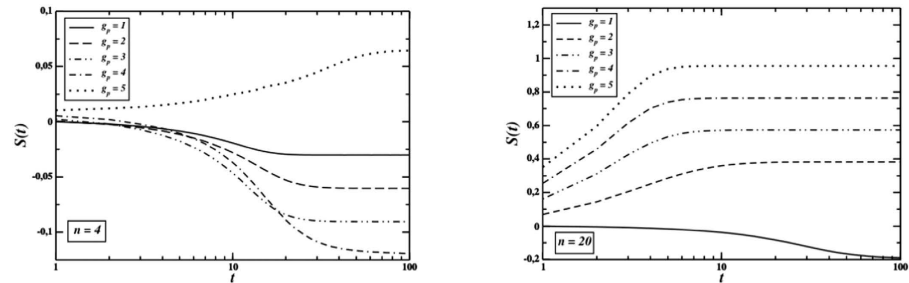 0,1
0,05
0
-0,05
-0,1
S(t)
g_p = 1
g_p = 2
g_p = 3
g_p = 4
g_p = 5
n = 4
1
10
100
t
1,2
1
0,8
0,6
0,4
0,2
0
-0,2
S(t)
g_p = 1
g_p = 2
g_p = 3
g_p = 4
g_p = 5
n = 20
1
10
100
t